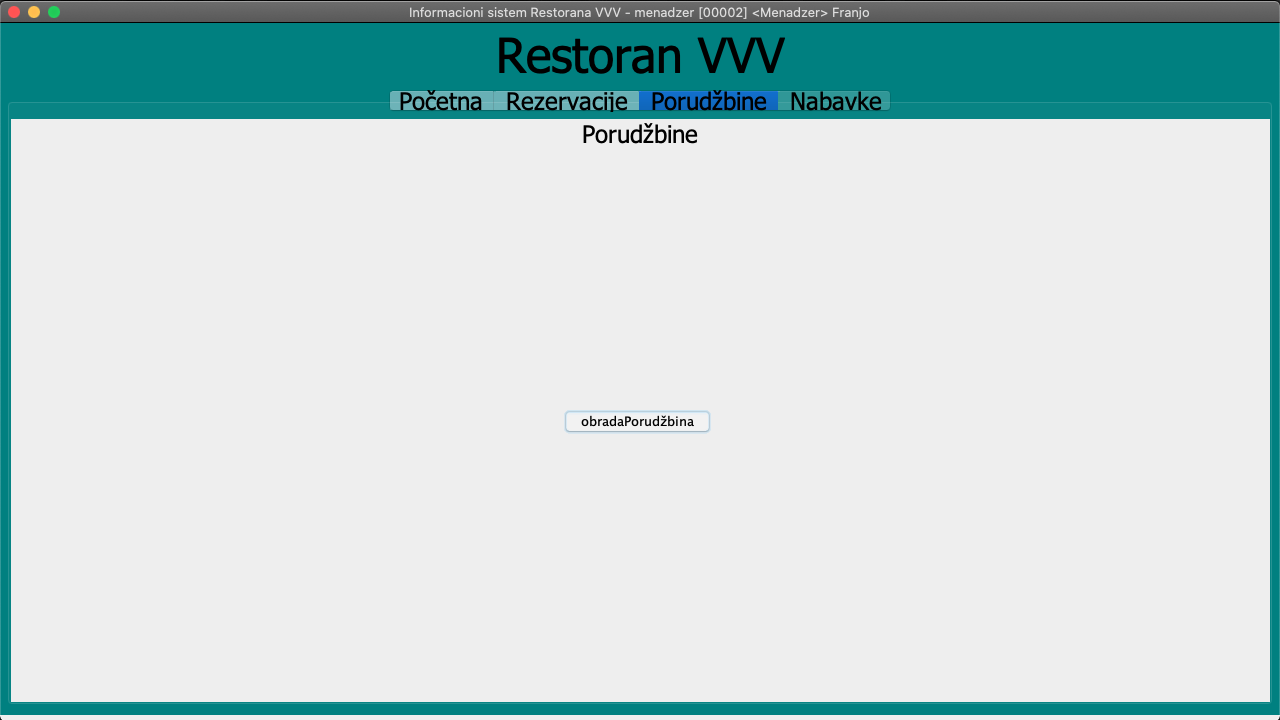 Informacioni sistem Restorana VVV - menadzer [00002] <Menadzer> Franjo
Restoran VVV
Početna Rezervacije Porudžbine Nabavke
Porudžbine
obradaPorudžbina